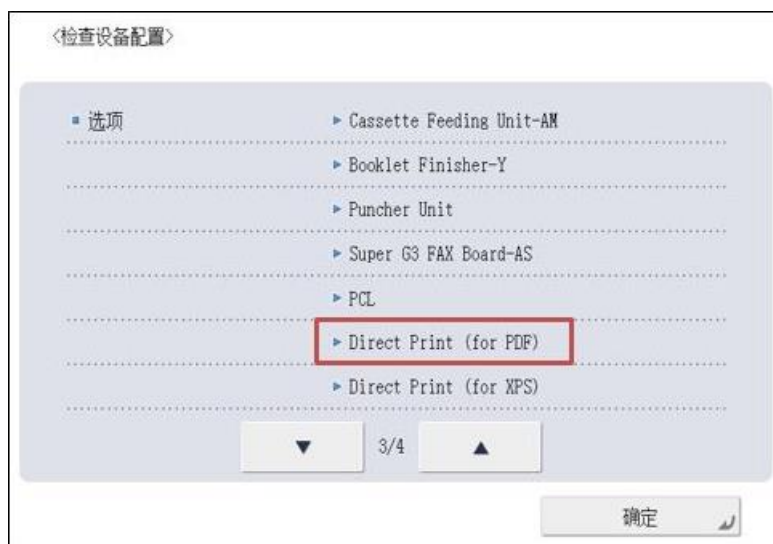 〈检查设备配置〉
选项 Cassette Feeding Unit-AM
Booklet Finisher-Y
Puncher Unit
Super G3 FAX Board-AS
PCL
Direct Print (for PDF)
Direct Print (for XPS)
▼ 3/4 ▲
确定